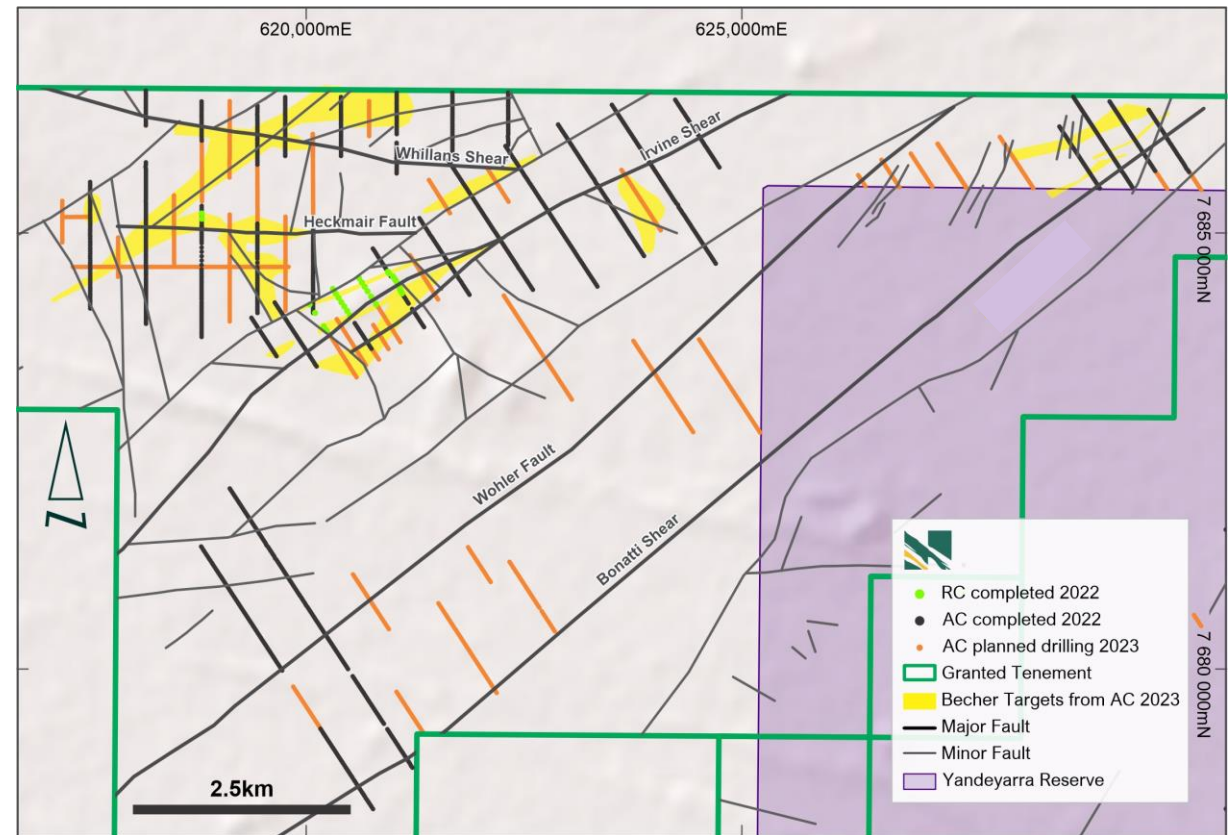 620,000mE
625,000mE
Whillans Shear
Irvine Shear
Heckmair Fault
7 685 000mN
Wohler Fault
Bonatti Shear
N
RC completed 2022
AC completed 2022
AC planned drilling 2023
Granted Tenement
Becher Targets from AC 2023
Major Fault
Minor Fault
Yandeyarra Reserve
7 680 000mN
2.5km